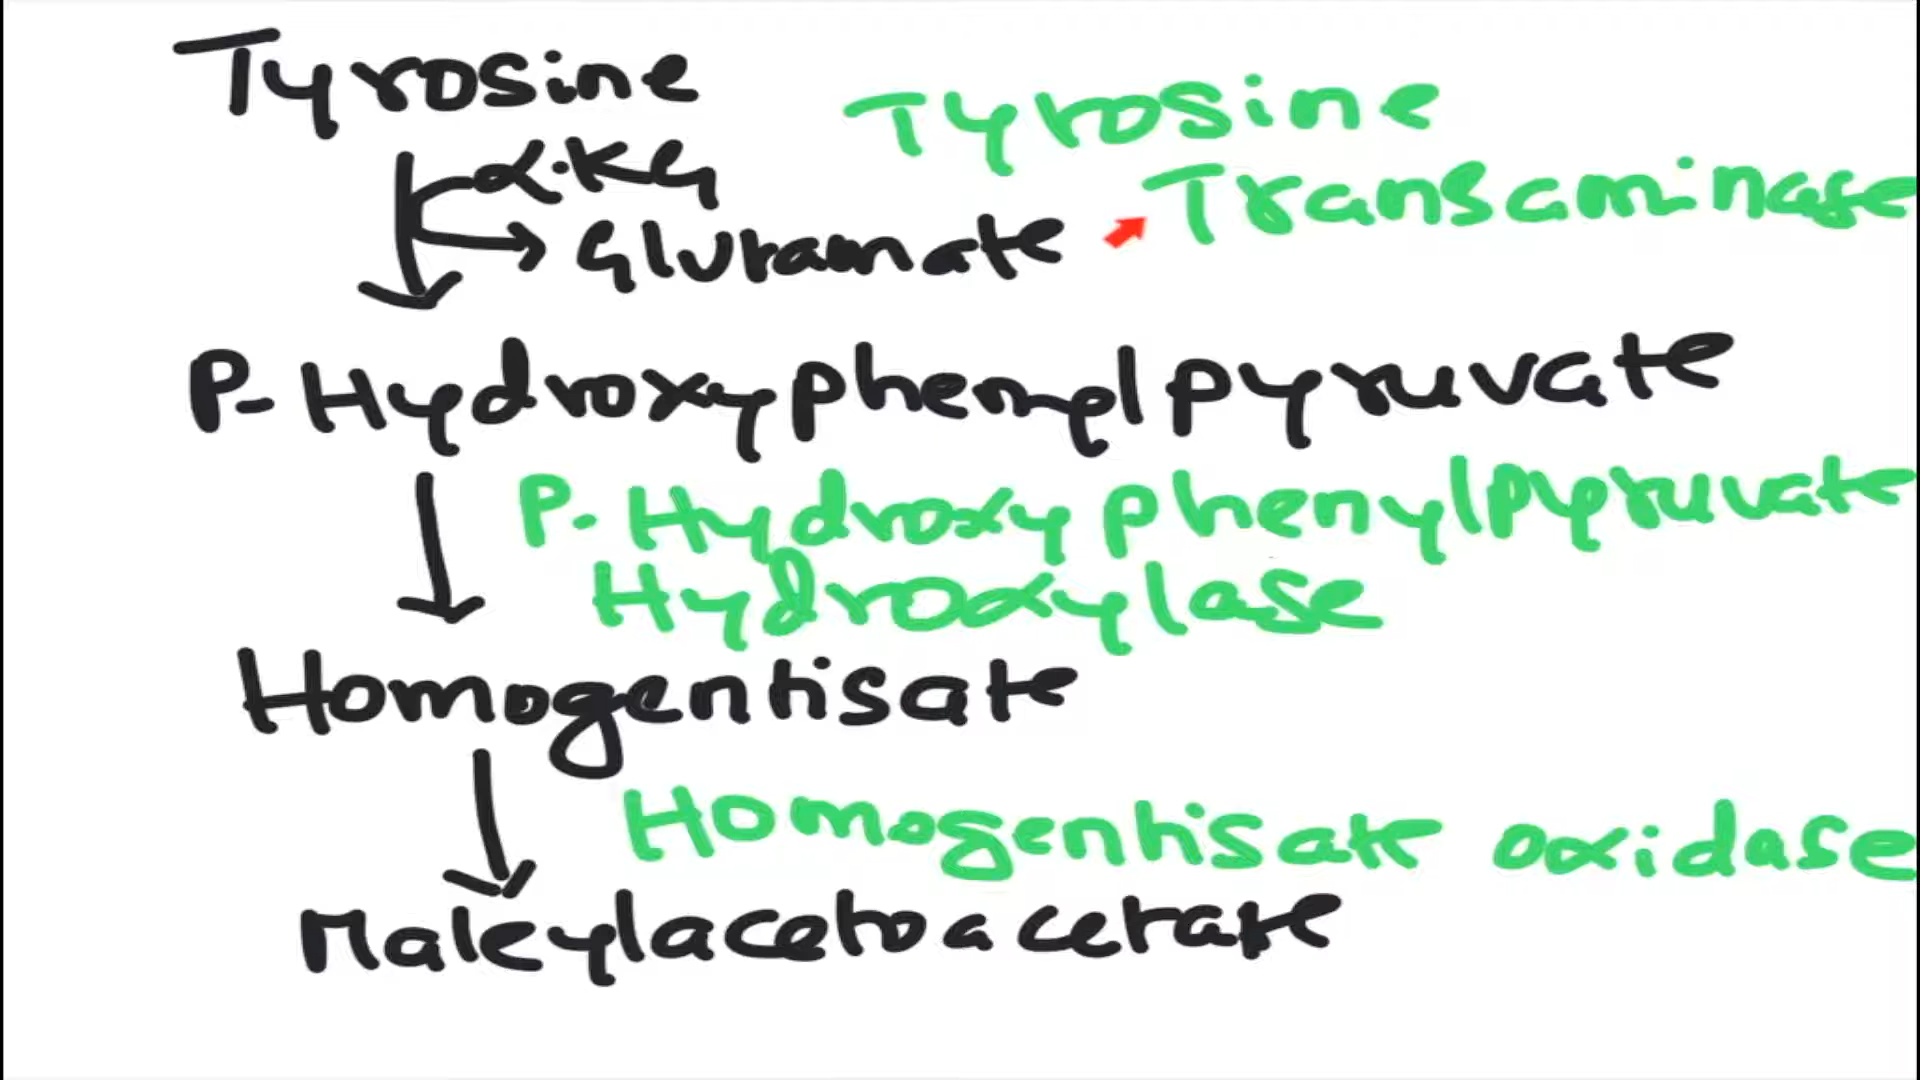 Tyrosine
Tyrosine
α.KG
Transaminase
Glutamate
P-Hydroxyphenylpyruvate
P. Hydroxyphenylpyruvate
Hydroxylase
Homogentisate
Homogentisate oxidase
Maleylacetoacetate